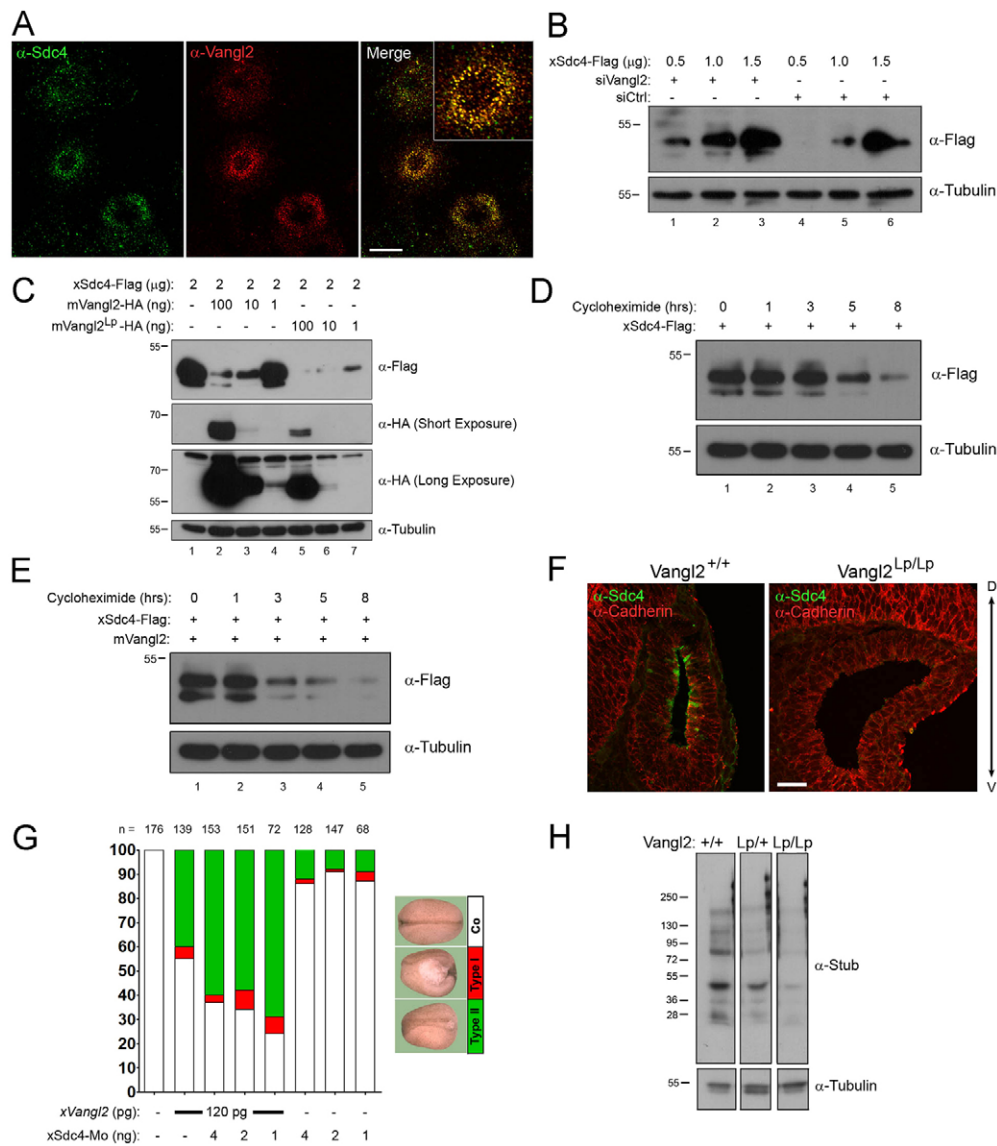 A
α-Sdc4
α-Vangl2
Merge
B
xSdc4-Flag (μg) 0.5 1.0 1.5 0.5 1.0 1.5
siVangl2: + + + - - -
siCtrl: - - - + + +
55
α-Flag
55
α-Tubulin
1 2 3 4 5 6
C
xSdc4-Flag (μg) 2 2 2 2 2 2 2
mVangl2-HA (ng): - 100 10 1 - - -
mVangl2Lp-HA (ng): - - - - 100 10 1
55
α-Flag
70
α-HA (Short Exposure)
70
α-HA (Long Exposure)
55
55
α-Tubulin
1 2 3 4 5 6 7
D
Cycloheximide (hrs): 0 1 3 5 8
xSdc4-Flag: + + + + +
55
α-Flag
55
α-Tubulin
1 2 3 4 5
E
Cycloheximide (hrs): 0 1 3 5 8
xSdc4-Flag: + + + + +
mVangl2: + + + + +
55
α-Flag
α-Tubulin
1 2 3 4 5
F
Vangl2+/+
Vangl2Lp/Lp
α-Sdc4
α-Cadherin
α-Sdc4
α-Cadherin
D
V
G
n = 176 139 153 151 72 128 147 68
100
90
80
70
60
50
40
30
20
10
0
Co
Type I
Type II
xVangl2 (pg) - 120 pg - - -
xSdc4-Mo (ng): - - 4 2 1 4 2 1
H
Vangl2: +/+ Lp/+ Lp/Lp
250
130
95
72
55
36
28
α-Stub
55
α-Tubulin